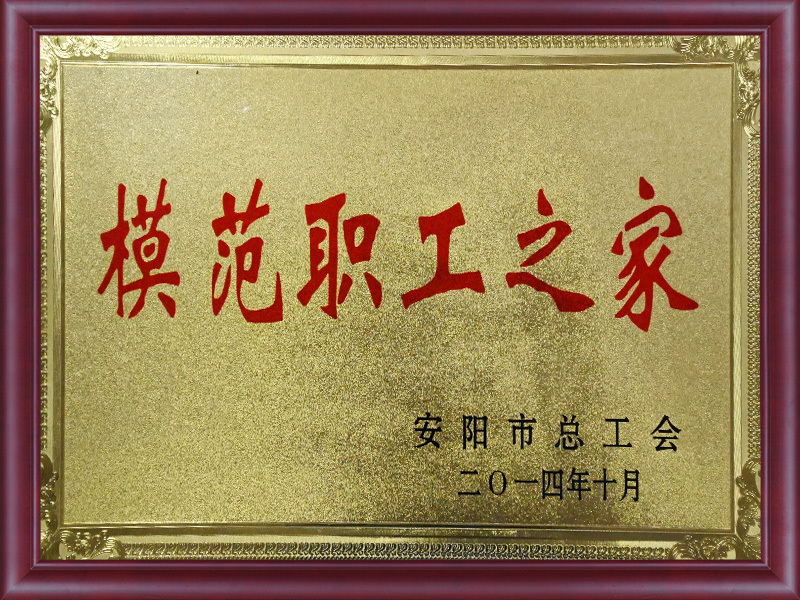 模范职工之家
安阳市总工会
二〇一四年十月